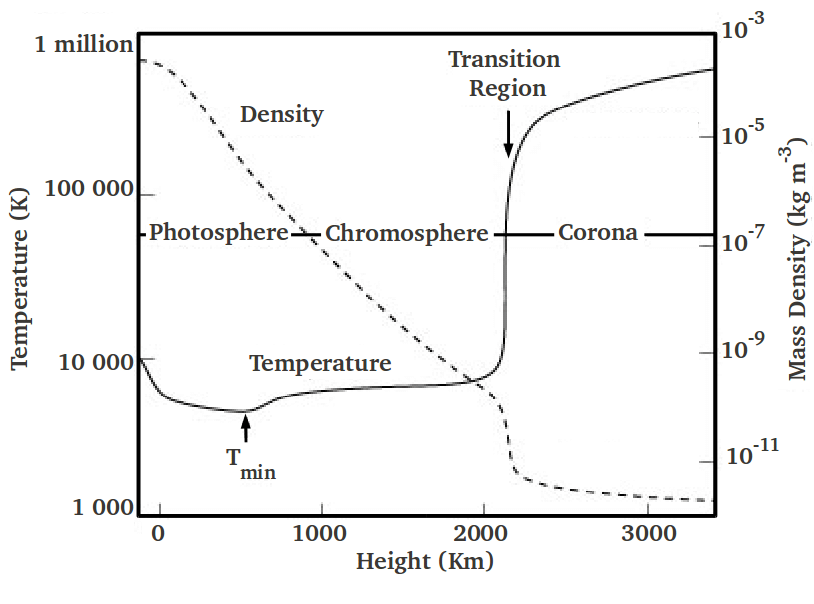 10-3
1 million
Transition
Region
Density
10-5
100 000
Photosphere
Chromosphere
Corona
10-7
Temperature (K)
Mass Density (kg m-3)
10 000
Temperature
10-9
Tmin
10-11
1 000
0
1000
2000
3000
Height (Km)